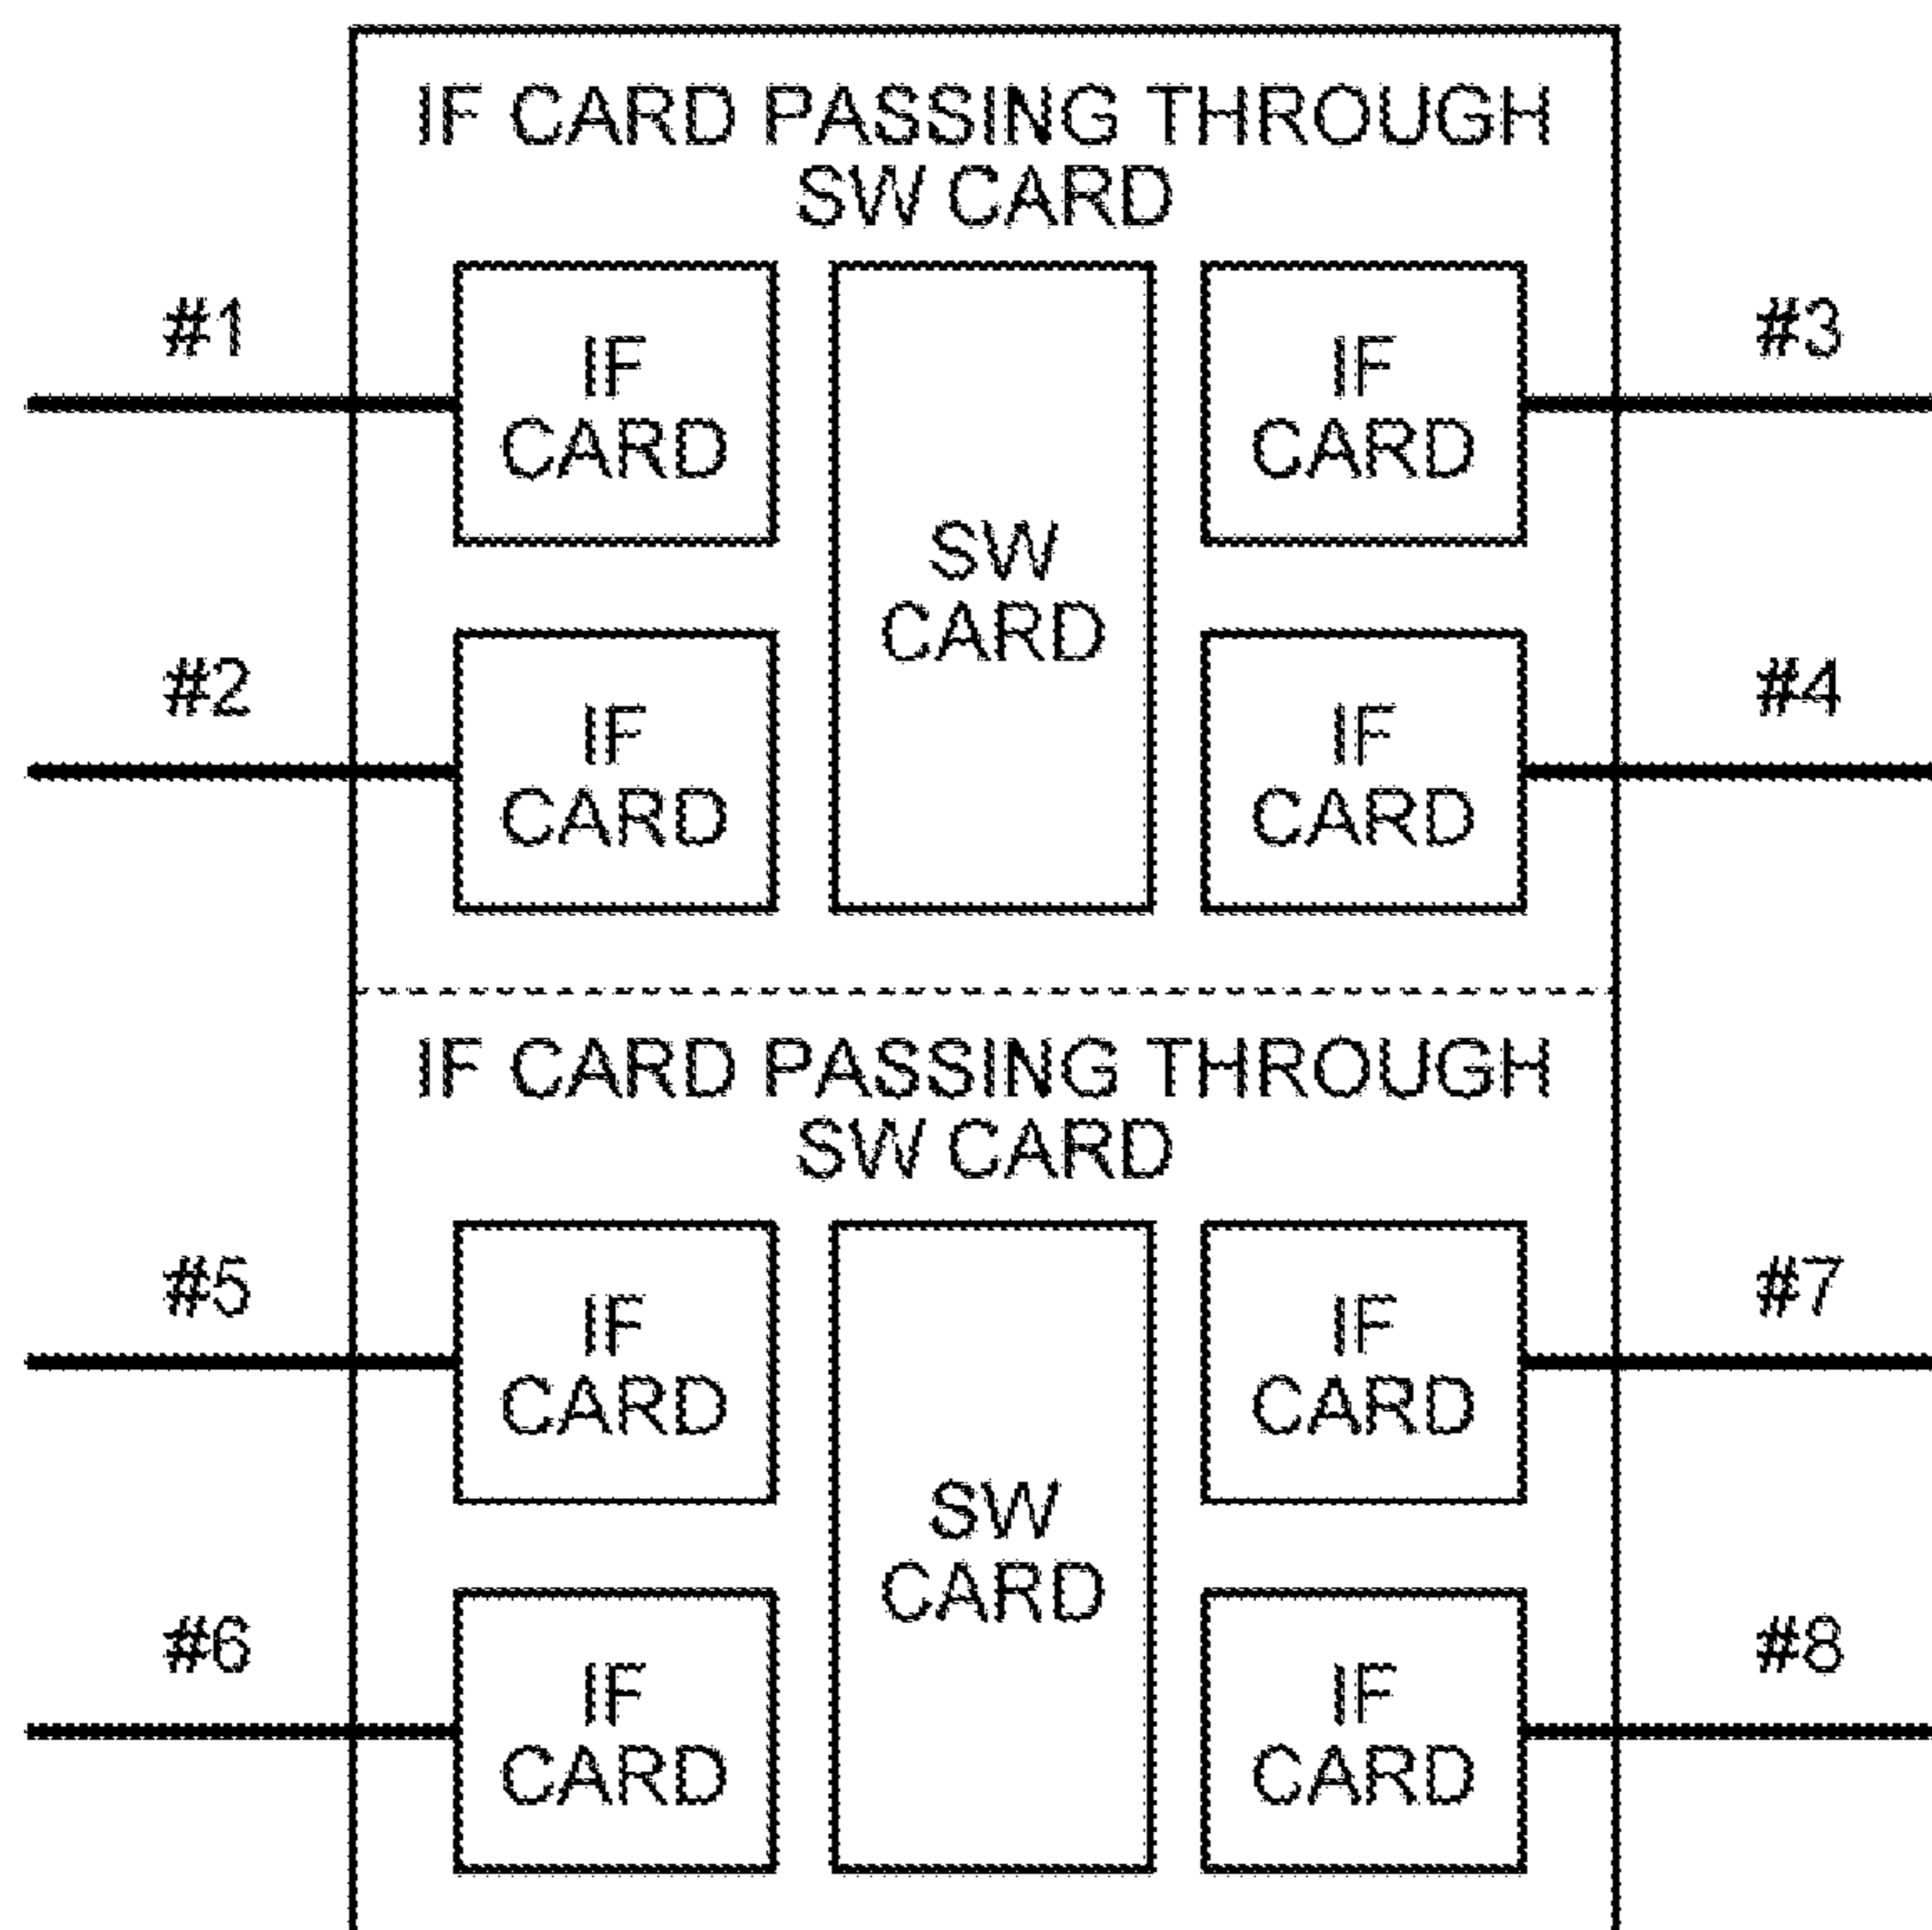 IF CARD PASSING THROUGH
SW CARD
#1
IF
CARD
SW
CARD
IF
CARD
#3
#2
IF
CARD
IF
CARD
#4
IF CARD PASSING THROUGH
SW CARD
#5
IF
CARD
SW
CARD
IF
CARD
#7
#6
IF
CARD
IF
CARD
#8